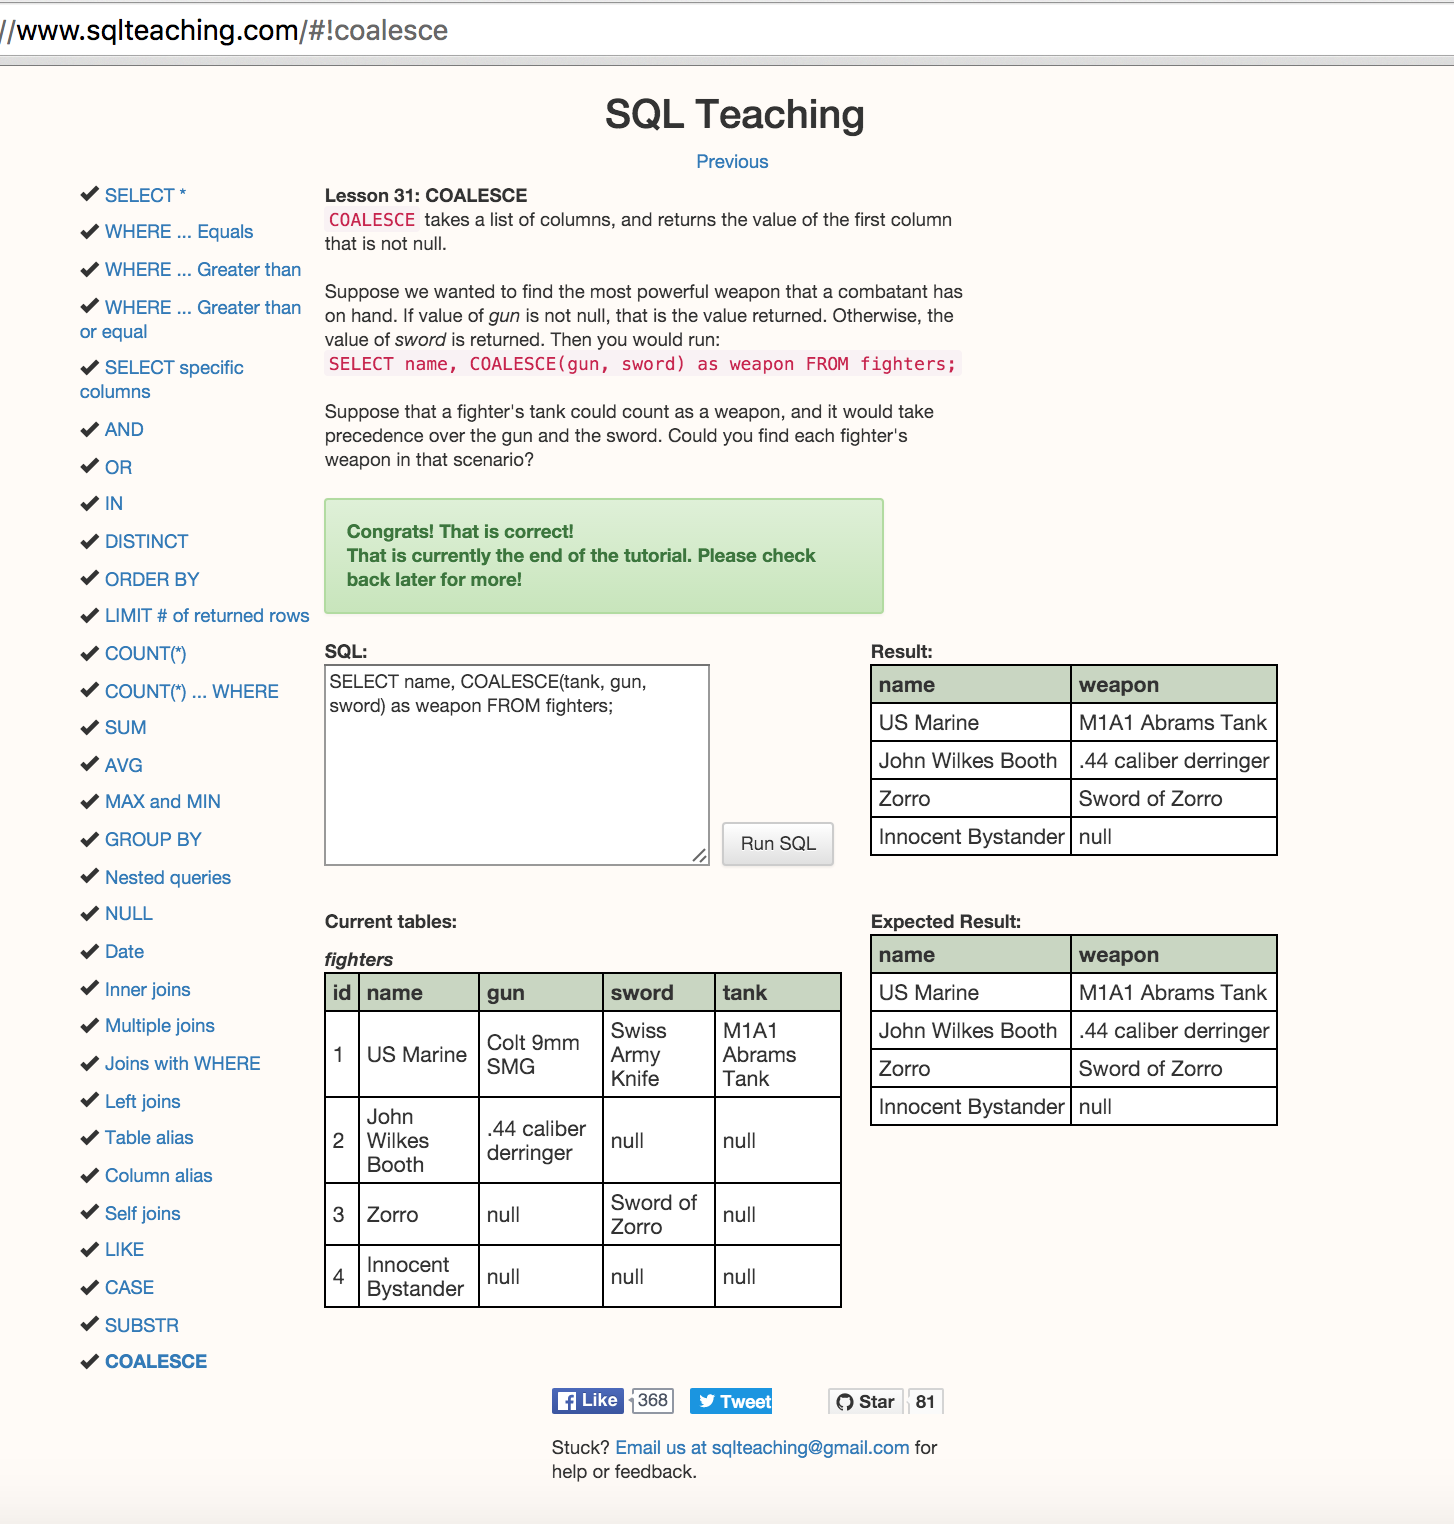 //www.sqlteaching.com/#!coalesce
SQL Teaching
Previous
SELECT *
WHERE ... Equals
WHERE ... Greater than
WHERE ... Greater than
or equal
SELECT specific
columns
AND
OR
IN
DISTINCT
ORDER BY
LIMIT # of returned rows
COUNT(*)
COUNT(*) ... WHERE
SUM
AVG
MAX and MIN
GROUP BY
Nested queries
NULL
Date
Inner joins
Multiple joins
Joins with WHERE
Left joins
Table alias
Column alias
Self joins
LIKE
CASE
SUBSTR
COALESCE
Lesson 31: COALESCE
COALESCE takes a list of columns, and returns the value of the first column
that is not null.
Suppose we wanted to find the most powerful weapon that a combatant has
on hand. If value of gun is not null, that is the value returned. Otherwise, the
value of sword is returned. Then you would run:
SELECT name, COALESCE(gun, sword) as weapon FROM fighters;
Suppose that a fighter's tank could count as a weapon, and it would take
precedence over the gun and the sword. Could you find each fighter's
weapon in that scenario?
Congrats! That is correct!
That is currently the end of the tutorial. Please check
back later for more!
SQL:
SELECT name, COALESCE(tank, gun,
sword) as weapon FROM fighters;
Run SQL
Result:
name weapon
US Marine M1A1 Abrams Tank
John Wilkes Booth .44 caliber derringer
Zorro Sword of Zorro
Innocent Bystander null
Current tables:
fighters
id name gun sword tank
1 US Marine Colt 9mm SMG Swiss Army Knife M1A1 Abrams Tank
2 John Wilkes Booth .44 caliber derringer null null
3 Zorro null Sword of Zorro null
4 Innocent Bystander null null null
Expected Result:
name weapon
US Marine M1A1 Abrams Tank
John Wilkes Booth .44 caliber derringer
Zorro Sword of Zorro
Innocent Bystander null
Like 368 Tweet Star 81
Stuck? Email us at sqlteaching@gmail.com for
help or feedback.